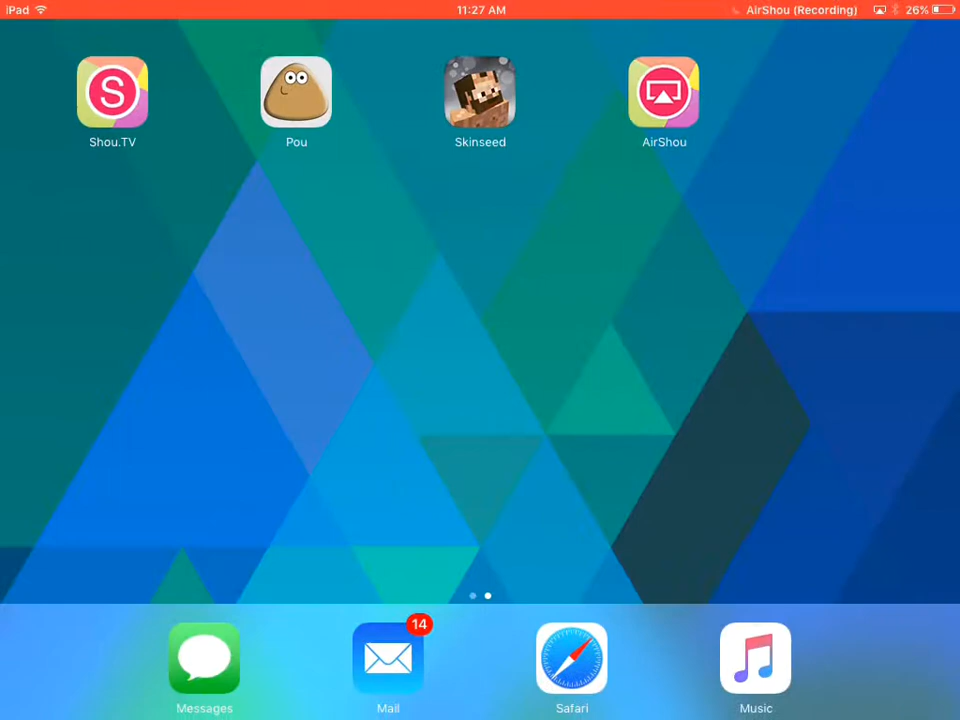 iPad 11:27 AM AirShou (Recording) 26%
S
Shou.TV Pou Skinseed AirShou
14
Messages Mail Safari Music